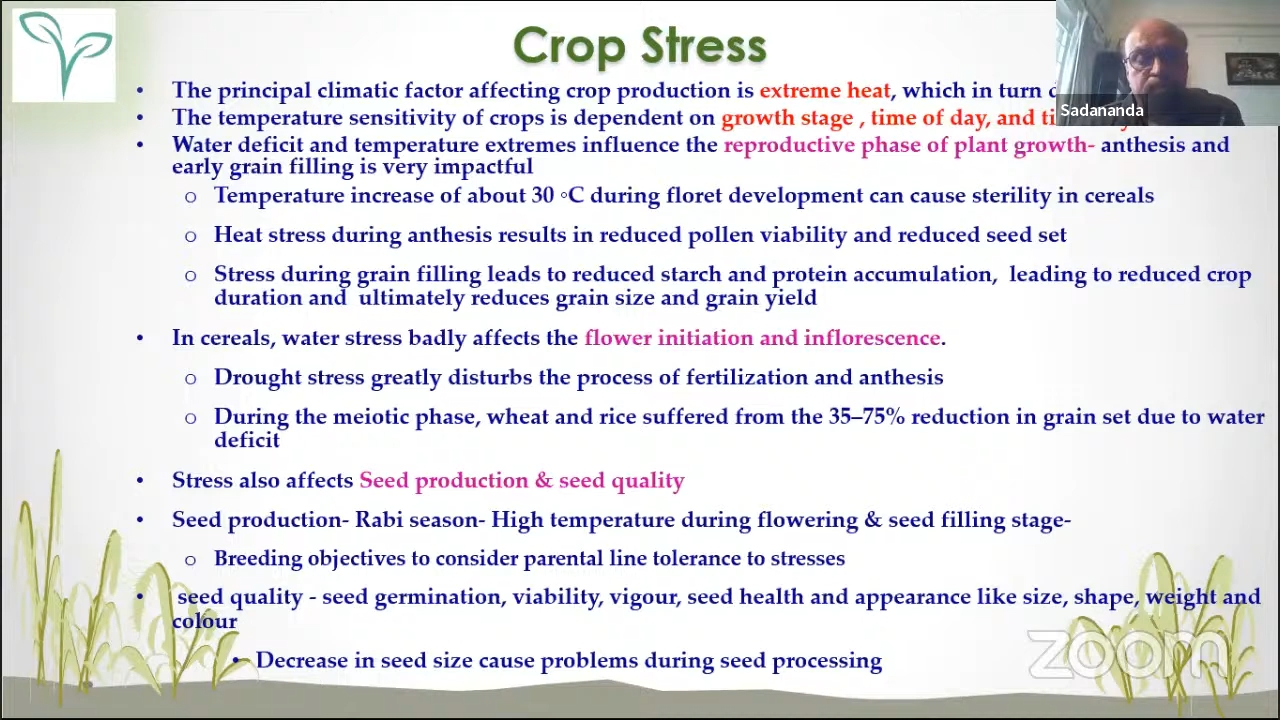 Crop Stress
• The principal climatic factor affecting crop production is extreme heat, which in turn
• The temperature sensitivity of crops is dependent on growth stage , time of day, and
Sadananda
• Water deficit and temperature extremes influence the reproductive phase of plant growth- anthesis and
early grain filling is very impactful
o Temperature increase of about 30 ◦C during floret development can cause sterility in cereals
o Heat stress during anthesis results in reduced pollen viability and reduced seed set
o Stress during grain filling leads to reduced starch and protein accumulation, leading to reduced crop
duration and ultimately reduces grain size and grain yield
• In cereals, water stress badly affects the flower initiation and inflorescence.
o Drought stress greatly disturbs the process of fertilization and anthesis
o During the meiotic phase, wheat and rice suffered from the 35–75% reduction in grain set due to water
deficit
• Stress also affects Seed production & seed quality
• Seed production- Rabi season- High temperature during flowering & seed filling stage-
o Breeding objectives to consider parental line tolerance to stresses
• seed quality - seed germination, viability, vigour, seed health and appearance like size, shape, weight and
colour
• Decrease in seed size cause problems during seed processing
zoom